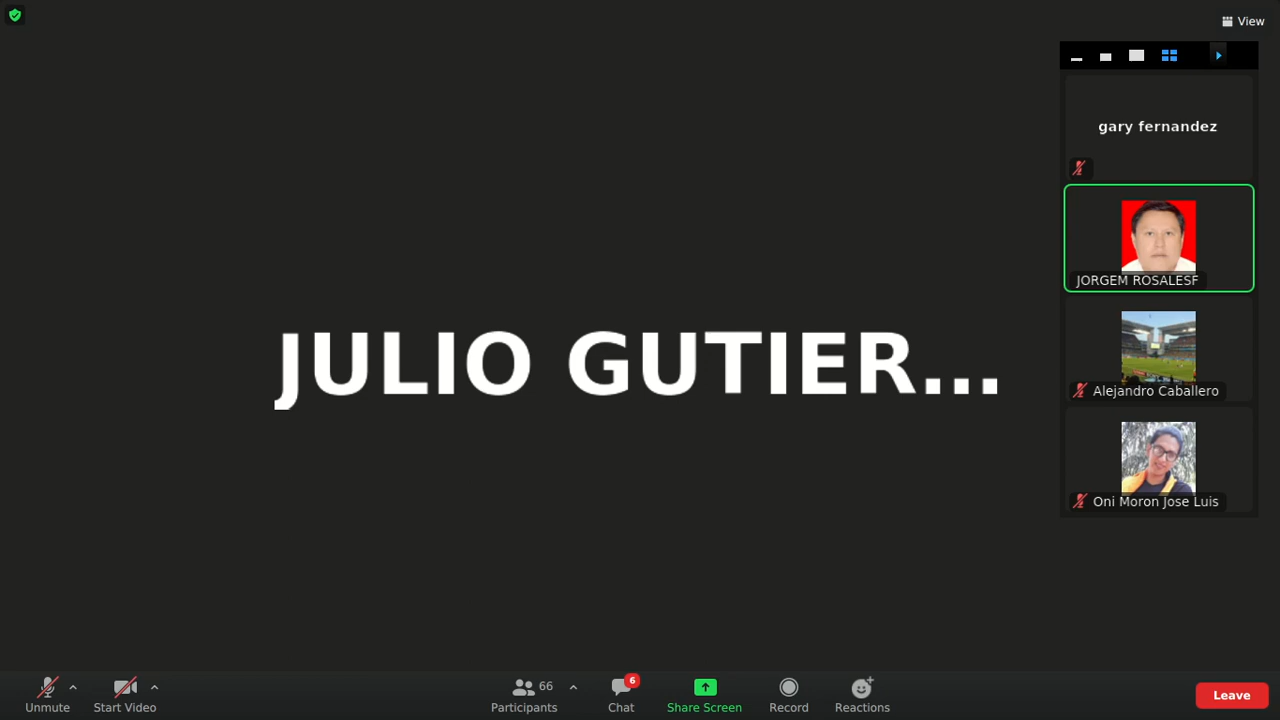 View
gary fernandez
JORGEM ROSALESF
JULIO GUTIER...
Alejandro Caballero
Oni Moron Jose Luis
Unmute
Start Video
66
Participants
6
Chat
Share Screen
Record
Reactions
Leave